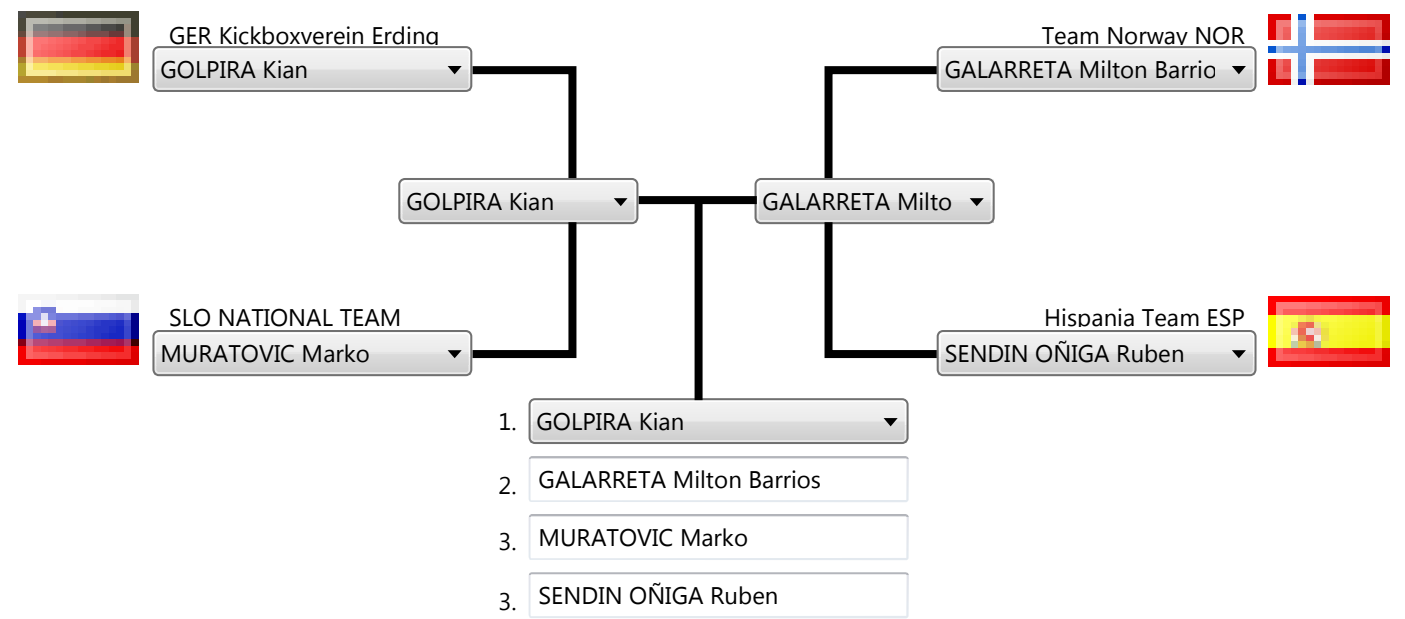 GER Kickboxverein Erding
GOLPIRA Kian
Team Norway NOR
GALARRETA Milton Barrio
GOLPIRA Kian
GALARRETA Milto
SLO NATIONAL TEAM
MURATOVIC Marko
Hispania Team ESP
SENDIN OÑIGA Ruben
1. GOLPIRA Kian
2. GALARRETA Milton Barrios
3. MURATOVIC Marko
3. SENDIN OÑIGA Ruben